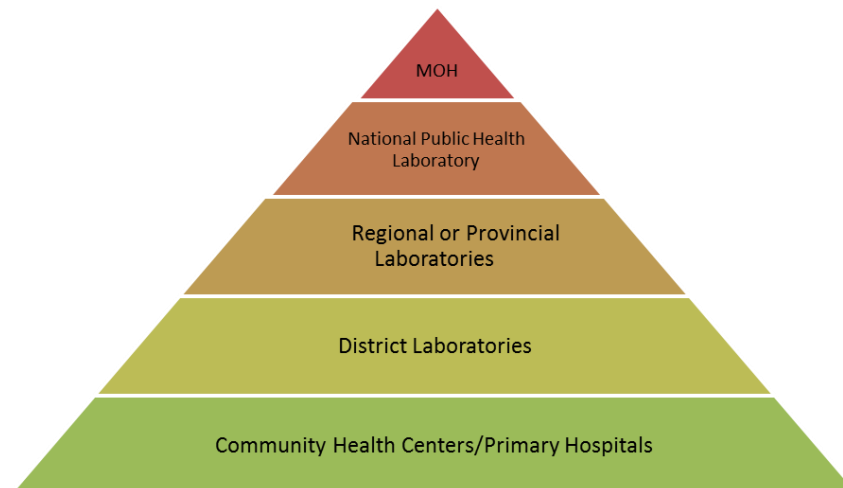 MOH
National Public Health
Laboratory
Regional or Provincial
Laboratories
District Laboratories
Community Health Centers/Primary Hospitals